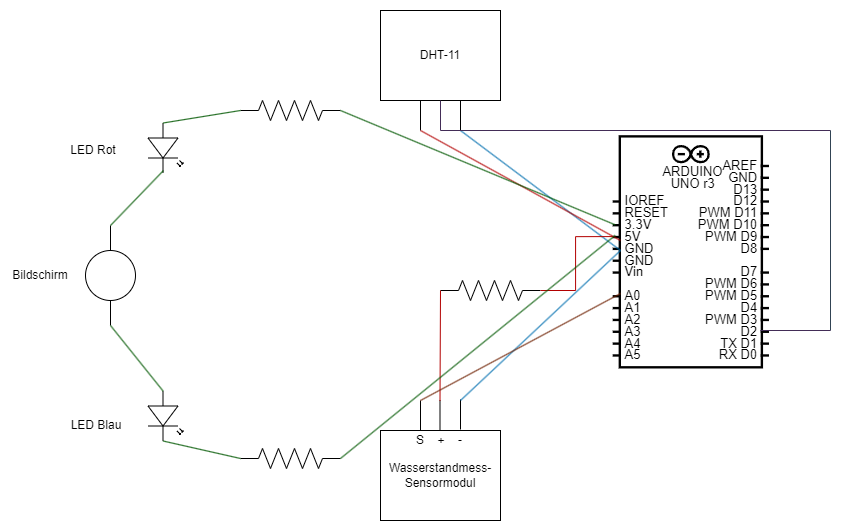 DHT-11
LED Rot
Bildschirm
LED Blau
ARDUINO
UNO r3
IOREF
RESET
3.3V
5V
GND
GND
Vin
A0
A1
A2
A3
A4
A5
AREF
GND
D13
D12
PWM D11
PWM D10
PWM D9
D8
D7
PWM D6
PWM D5
D4
PWM D3
D2
TX D1
RX D0
S + -
Wasserstandmess-
Sensormodul